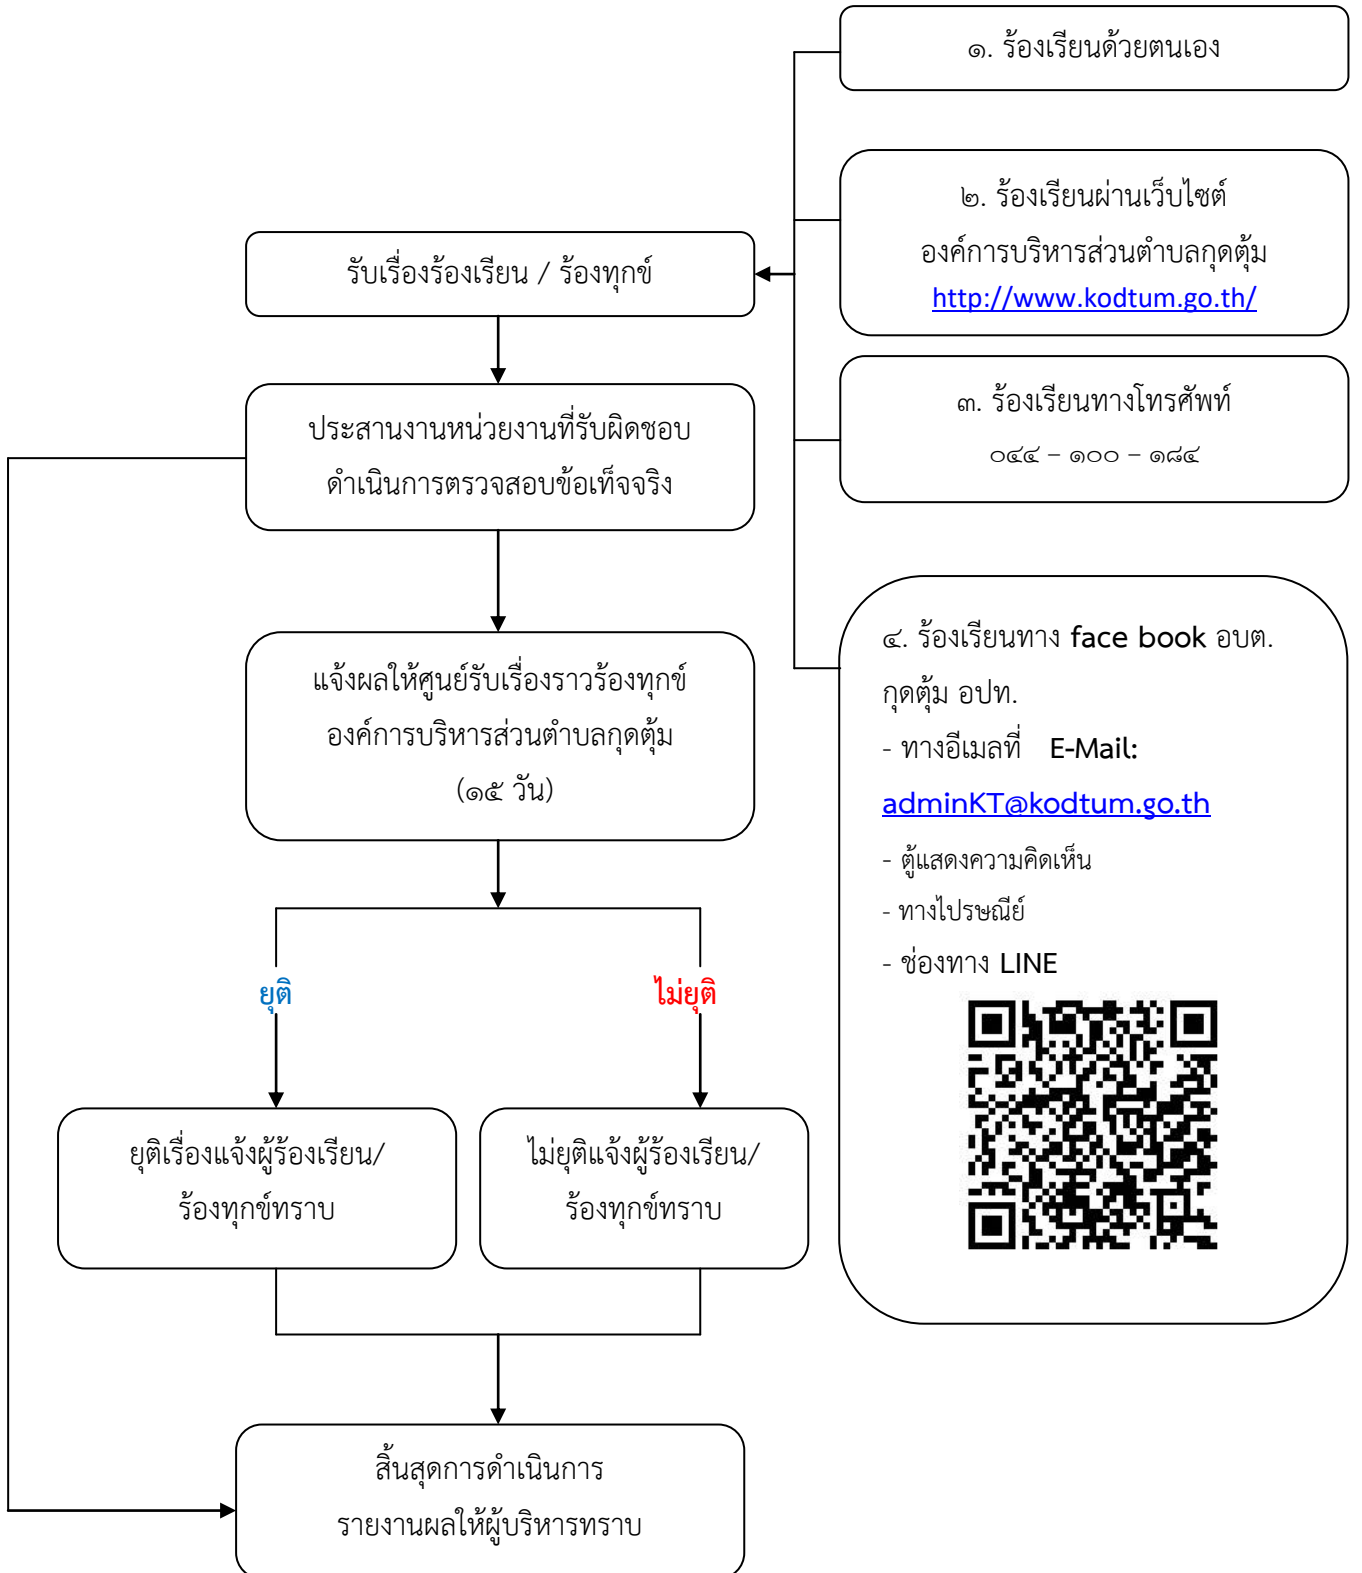 ๑. ร้องเรียนด้วยตนเอง
๒. ร้องเรียนผ่านเว็บไซต์
องค์การบริหารส่วนตำบลกุดตุ้ม
http://www.kodtum.go.th/
รับเรื่องร้องเรียน / ร้องทุกข์
๓. ร้องเรียนทางโทรศัพท์
๐๔๔ – ๑๐๐ – ๑๘๔
ประสานงานหน่วยงานที่รับผิดชอบ
ดำเนินการตรวจสอบข้อเท็จจริง
๔. ร้องเรียนทาง face book อบต.
กุดตุ้ม อปท.
- ทางอีเมลที่ E-Mail:
adminKT@kodtum.go.th
- ตู้แสดงความคิดเห็น
- ทางไปรษณีย์
- ช่องทาง LINE
แจ้งผลให้ศูนย์รับเรื่องราวร้องทุกข์
องค์การบริหารส่วนตำบลกุดตุ้ม
(๑๕ วัน)
ยุติ
ไม่ยุติ
ยุติเรื่องแจ้งผู้ร้องเรียน/
ร้องทุกข์ทราบ
ไม่ยุติแจ้งผู้ร้องเรียน/
ร้องทุกข์ทราบ
สิ้นสุดการดำเนินการ
รายงานผลให้ผู้บริหารทราบ